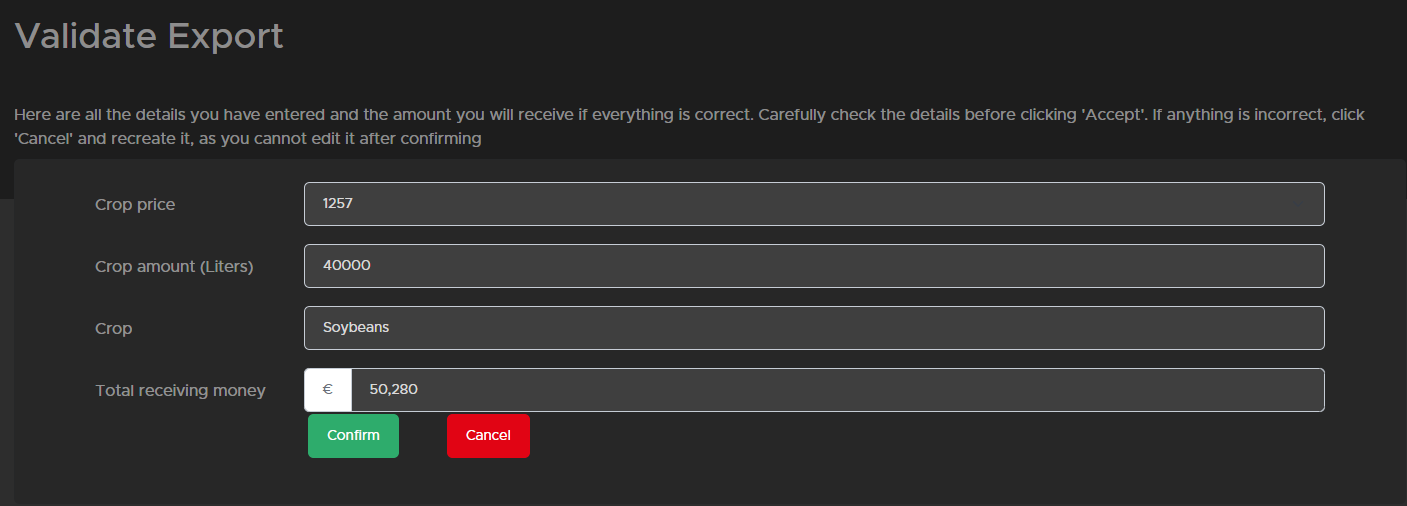 Validate Export
Here are all the details you have entered and the amount you will receive if everything is correct. Carefully check the details before clicking 'Accept'. If anything is incorrect, click
'Cancel' and recreate it, as you cannot edit it after confirming
Crop price 1257
Crop amount (Liters) 40000
Crop Soybeans
Total receiving money € 50,280
Confirm Cancel